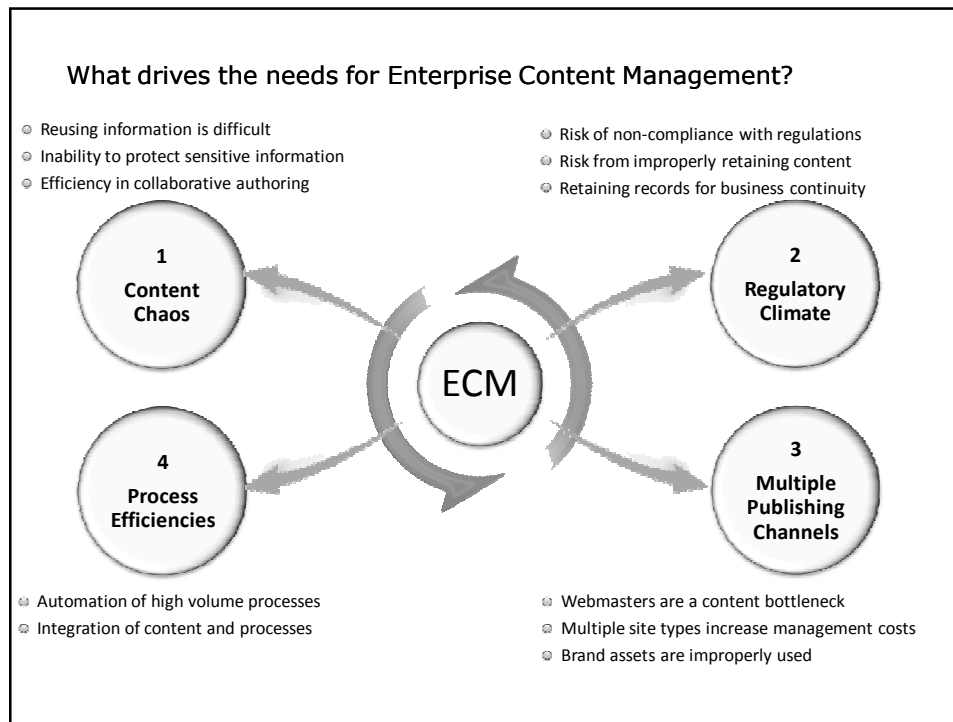 What drives the needs for Enterprise Content Management?
Reusing information is difficult
Inability to protect sensitive information
Efficiency in collaborative authoring
Risk of non-compliance with regulations
Risk from improperly retaining content
Retaining records for business continuity
1
Content
Chaos
2
Regulatory
Climate
ECM
4
Process
Efficiencies
3
Multiple
Publishing
Channels
Automation of high volume processes
Integration of content and processes
Webmasters are a content bottleneck
Multiple site types increase management costs
Brand assets are improperly used